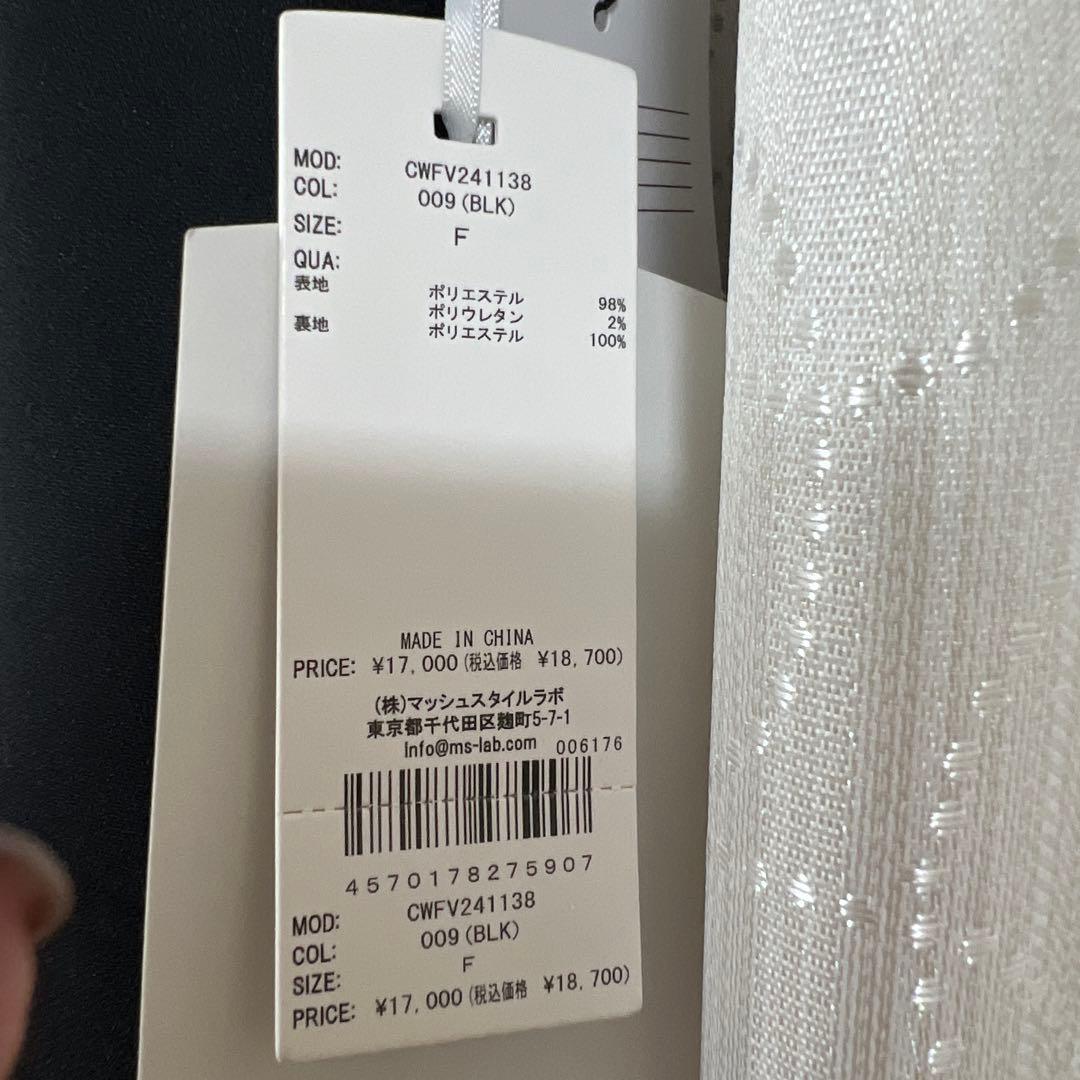 MOD: CWFV241138
COL: 009(BLK)
SIZE: F
QUA:
表地 ポリエステル 98%
ポリウレタン 2%
裏地 ポリエステル 100%
MADE IN CHINA
PRICE: ¥17,000(税込価格 ¥18,700)
(株)マッシュスタイルラボ
東京都千代田区麹町5-7-1
info@ms-lab.com 006176
4570178275907
MOD: CWFV241138
COL: 009(BLK)
SIZE: F
PRICE: ¥17,000(税込価格 ¥18,700)